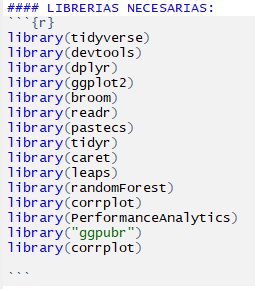 #### LIBRERIAS NECESARIAS:
```{r}
library(tidyverse)
library(devtools)
library(dplyr)
library(ggplot2)
library(broom)
library(readr)
library(pastecs)
library(tidyr)
library(caret)
library(leaps)
library(randomForest)
library(corrplot)
library(PerformanceAnalytics)
library("ggpubr")
library(corrplot)
```